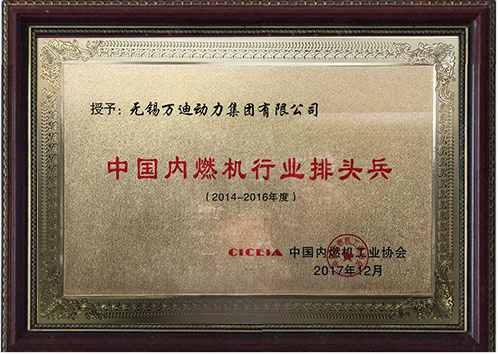 授予：无锡万迪动力集团有限公司
中国内燃机行业排头兵
（2014-2016年度）
CICEIA 中国内燃机工业协会
2017年12月